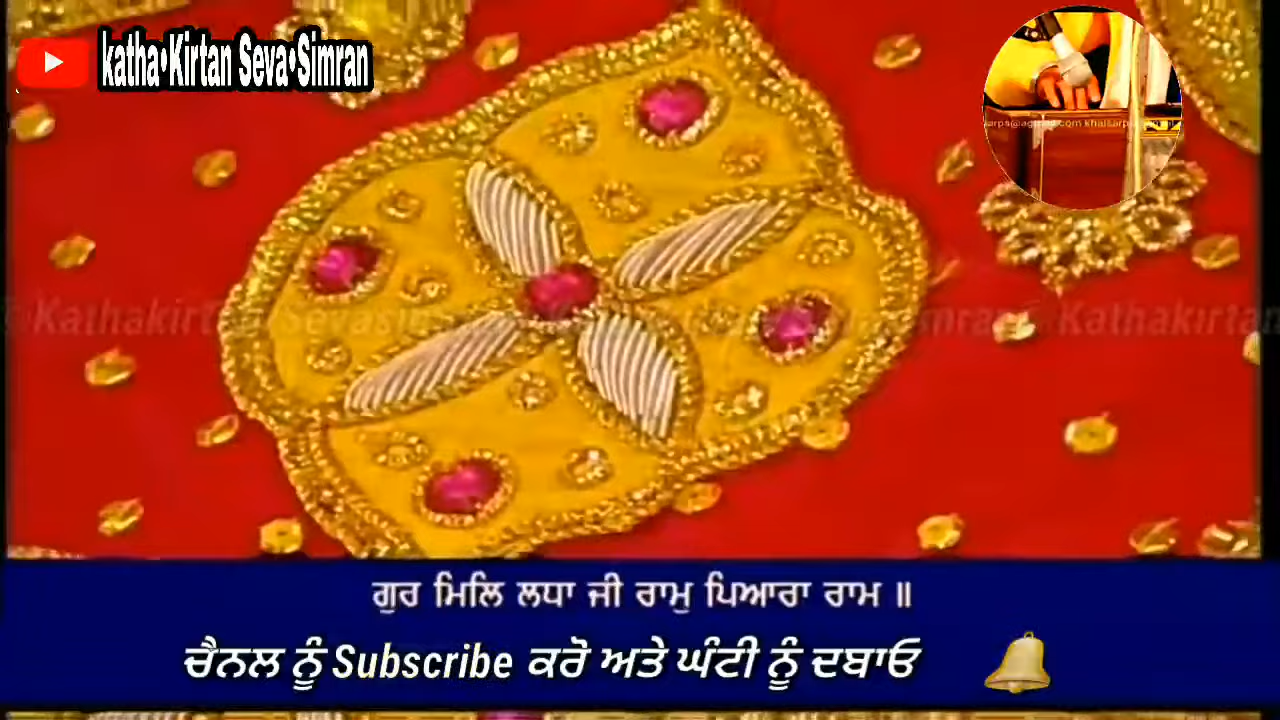 katha•Kirtan Seva•Simran
ਗੁਰ ਮਿਲਿ ਲਧਾ ਜੀ ਰਾਮੁ ਪਿਆਰਾ ਰਾਮ ॥
ਚੈਨਲ ਨੂੰ Subscribe ਕਰੋ ਅਤੇ ਘੰਟੀ ਨੂੰ ਦਬਾਓ